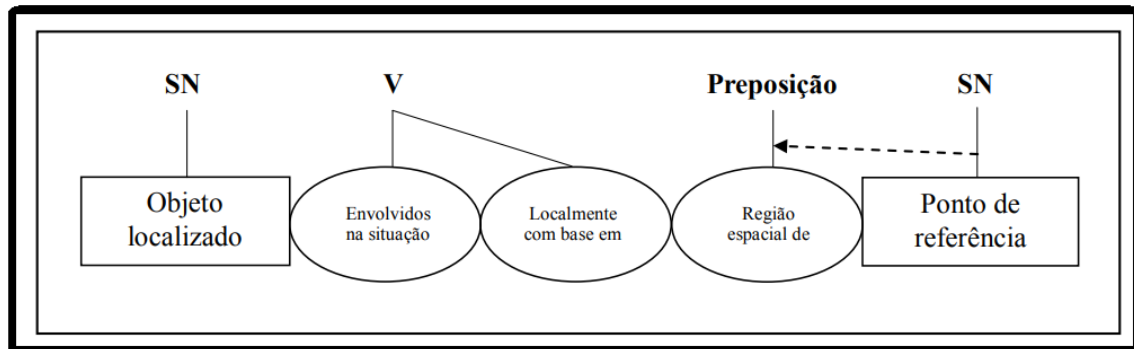 SN V Preposição SN
Objeto
localizado
Envolvidos
na situação
Localmente
com base em
Região
espacial de
Ponto de
referência